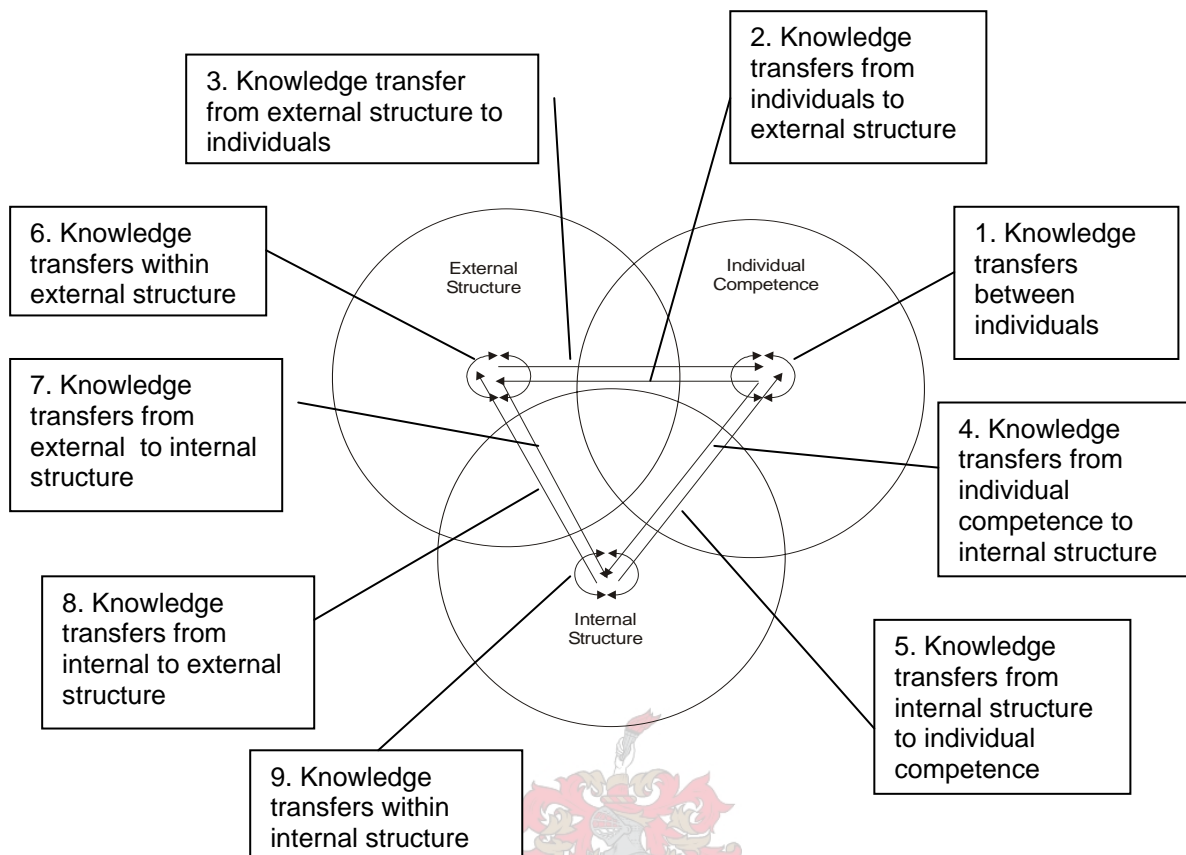 2. Knowledge
transfers from
individuals to
external structure
3. Knowledge transfer
from external structure to
individuals
6. Knowledge
transfers within
external structure
1. Knowledge
transfers
between
individuals
External
Structure
Individual
Competence
7. Knowledge
transfers from
external to internal
structure
4. Knowledge
transfers from
individual
competence to
internal structure
8. Knowledge
transfers from
internal to external
structure
Internal
Structure
5. Knowledge
transfers from
internal structure
to individual
competence
9. Knowledge
transfers within
internal structure